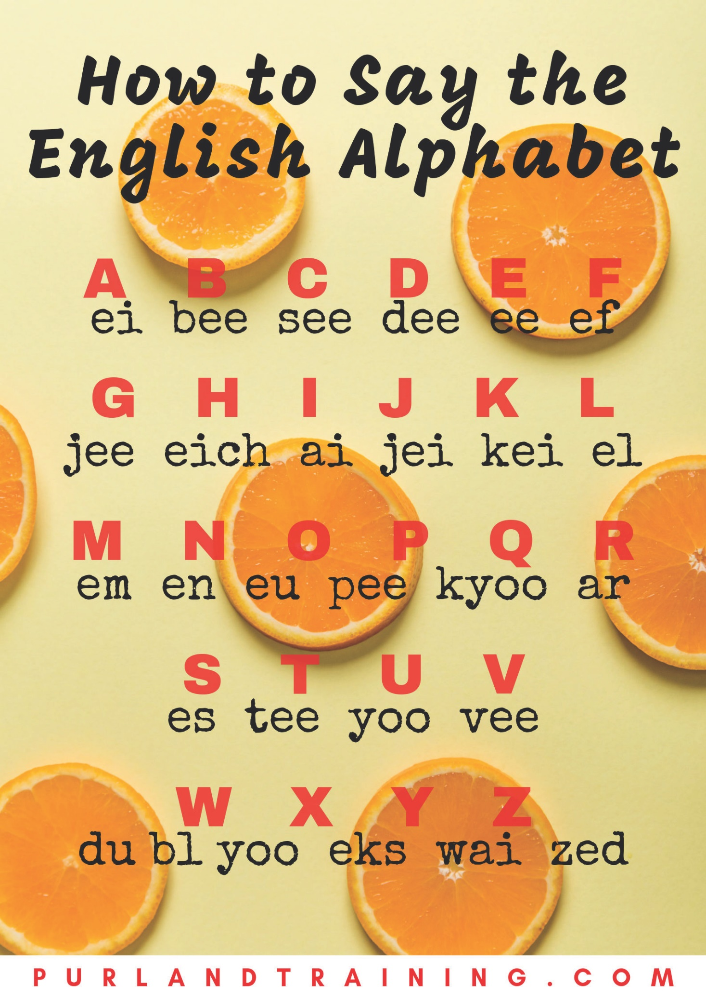 How to Say the
English Alphabet
A B C D E F
ei bee see dee ee ef
G H I J K L
jee eich ai jei kei el
M N O P Q R
em en eu pee kyoo ar
S T U V
es tee yoo vee
W X Y Z
du bl yoo eks wai zed
PURLANDTRAINING.COM